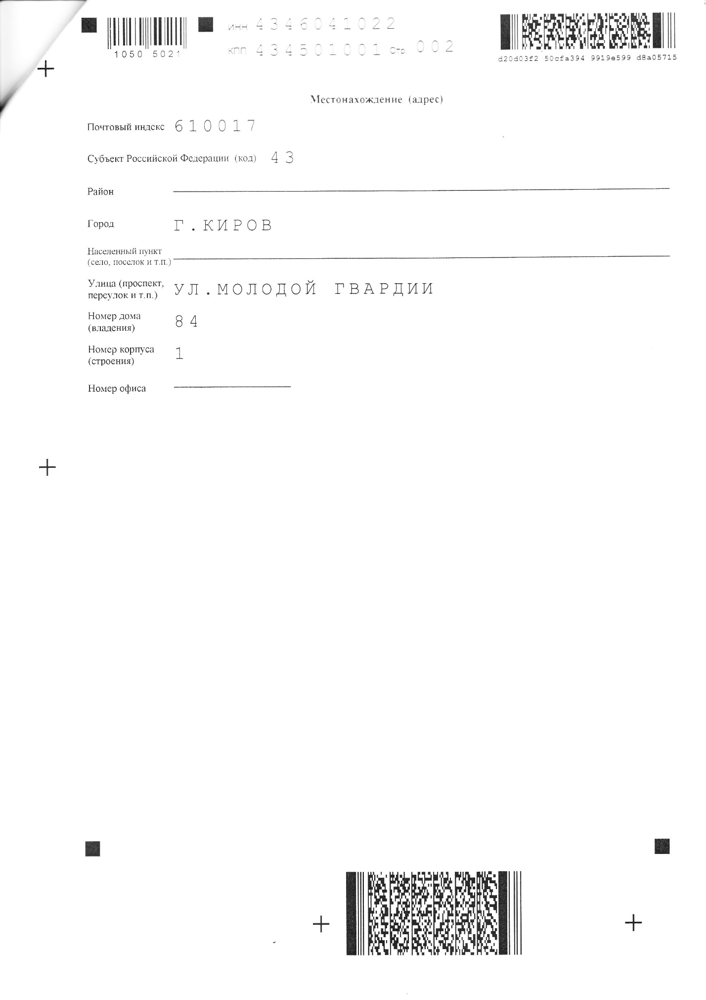 1050 5021
ИНН 4346041022
КПП 434501001 Стр 002
d20d03f2 50cfa394 9919e599 d8a05715
Местонахождение (адрес)
Почтовый индекс 610017
Субъект Российской Федерации (код) 43
Район
Город Г.КИРОВ
Населенный пункт
(село, поселок и т.п.)
Улица (проспект, УЛ.МОЛОДОЙ ГВАРДИИ
переулок и т.п.)
Номер дома 84
(владения)
Номер корпуса 1
(строения)
Номер офиса